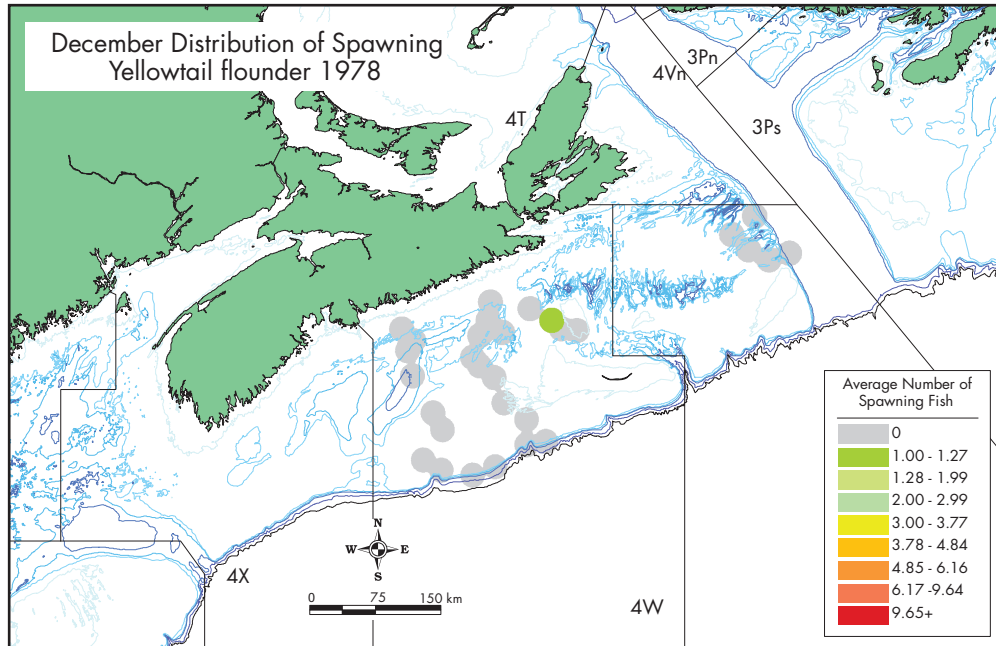 December Distribution of Spawning
Yellowtail flounder 1978
3Pn
4Vn
4T
3Ps
Average Number of
Spawning Fish
0
1.00 - 1.27
1.28 - 1.99
2.00 - 2.99
3.00 - 3.77
3.78 - 4.84
4.85 - 6.16
6.17 -9.64
9.65+
N
W E
S
4X
0 75 150 km
4W